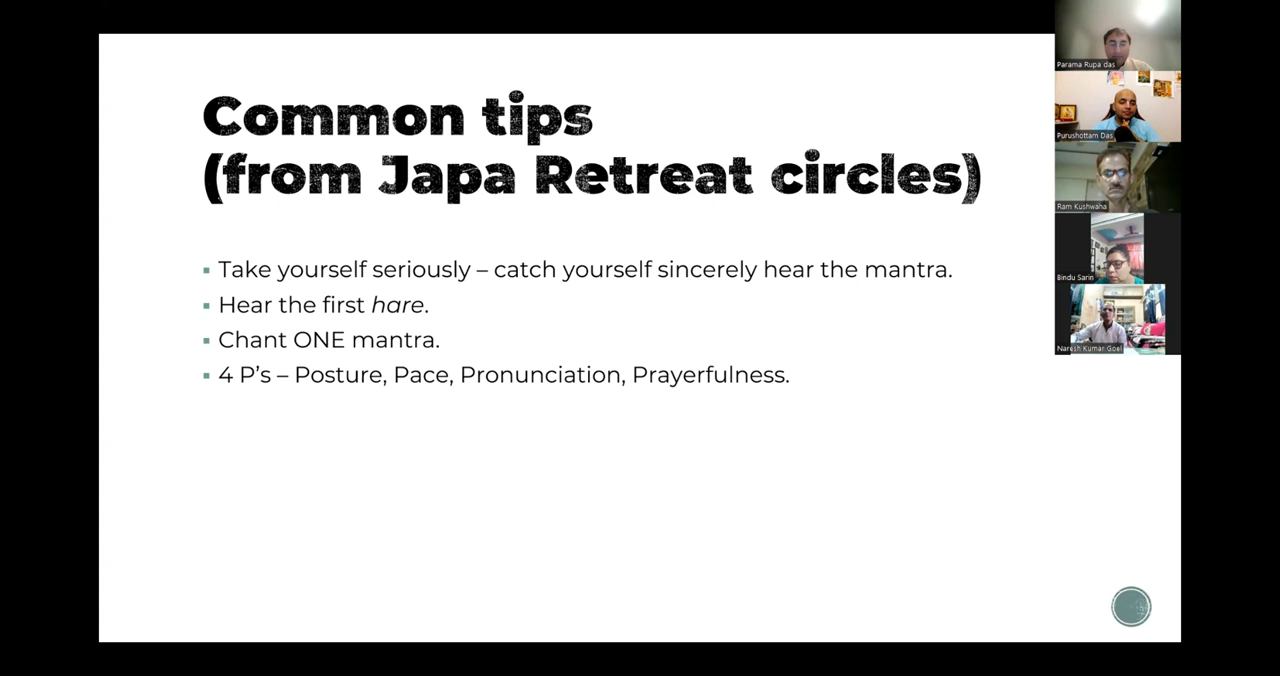 Common tips
(from Japa Retreat circles)
▪ Take yourself seriously – catch yourself sincerely hear the mantra.
▪ Hear the first hare.
▪ Chant ONE mantra.
▪ 4 P’s – Posture, Pace, Pronunciation, Prayerfulness.
Parama Rupa das
Purushottam Das
Ram Kushwaha
Bindu Sarin
Naresh Kumar Goel